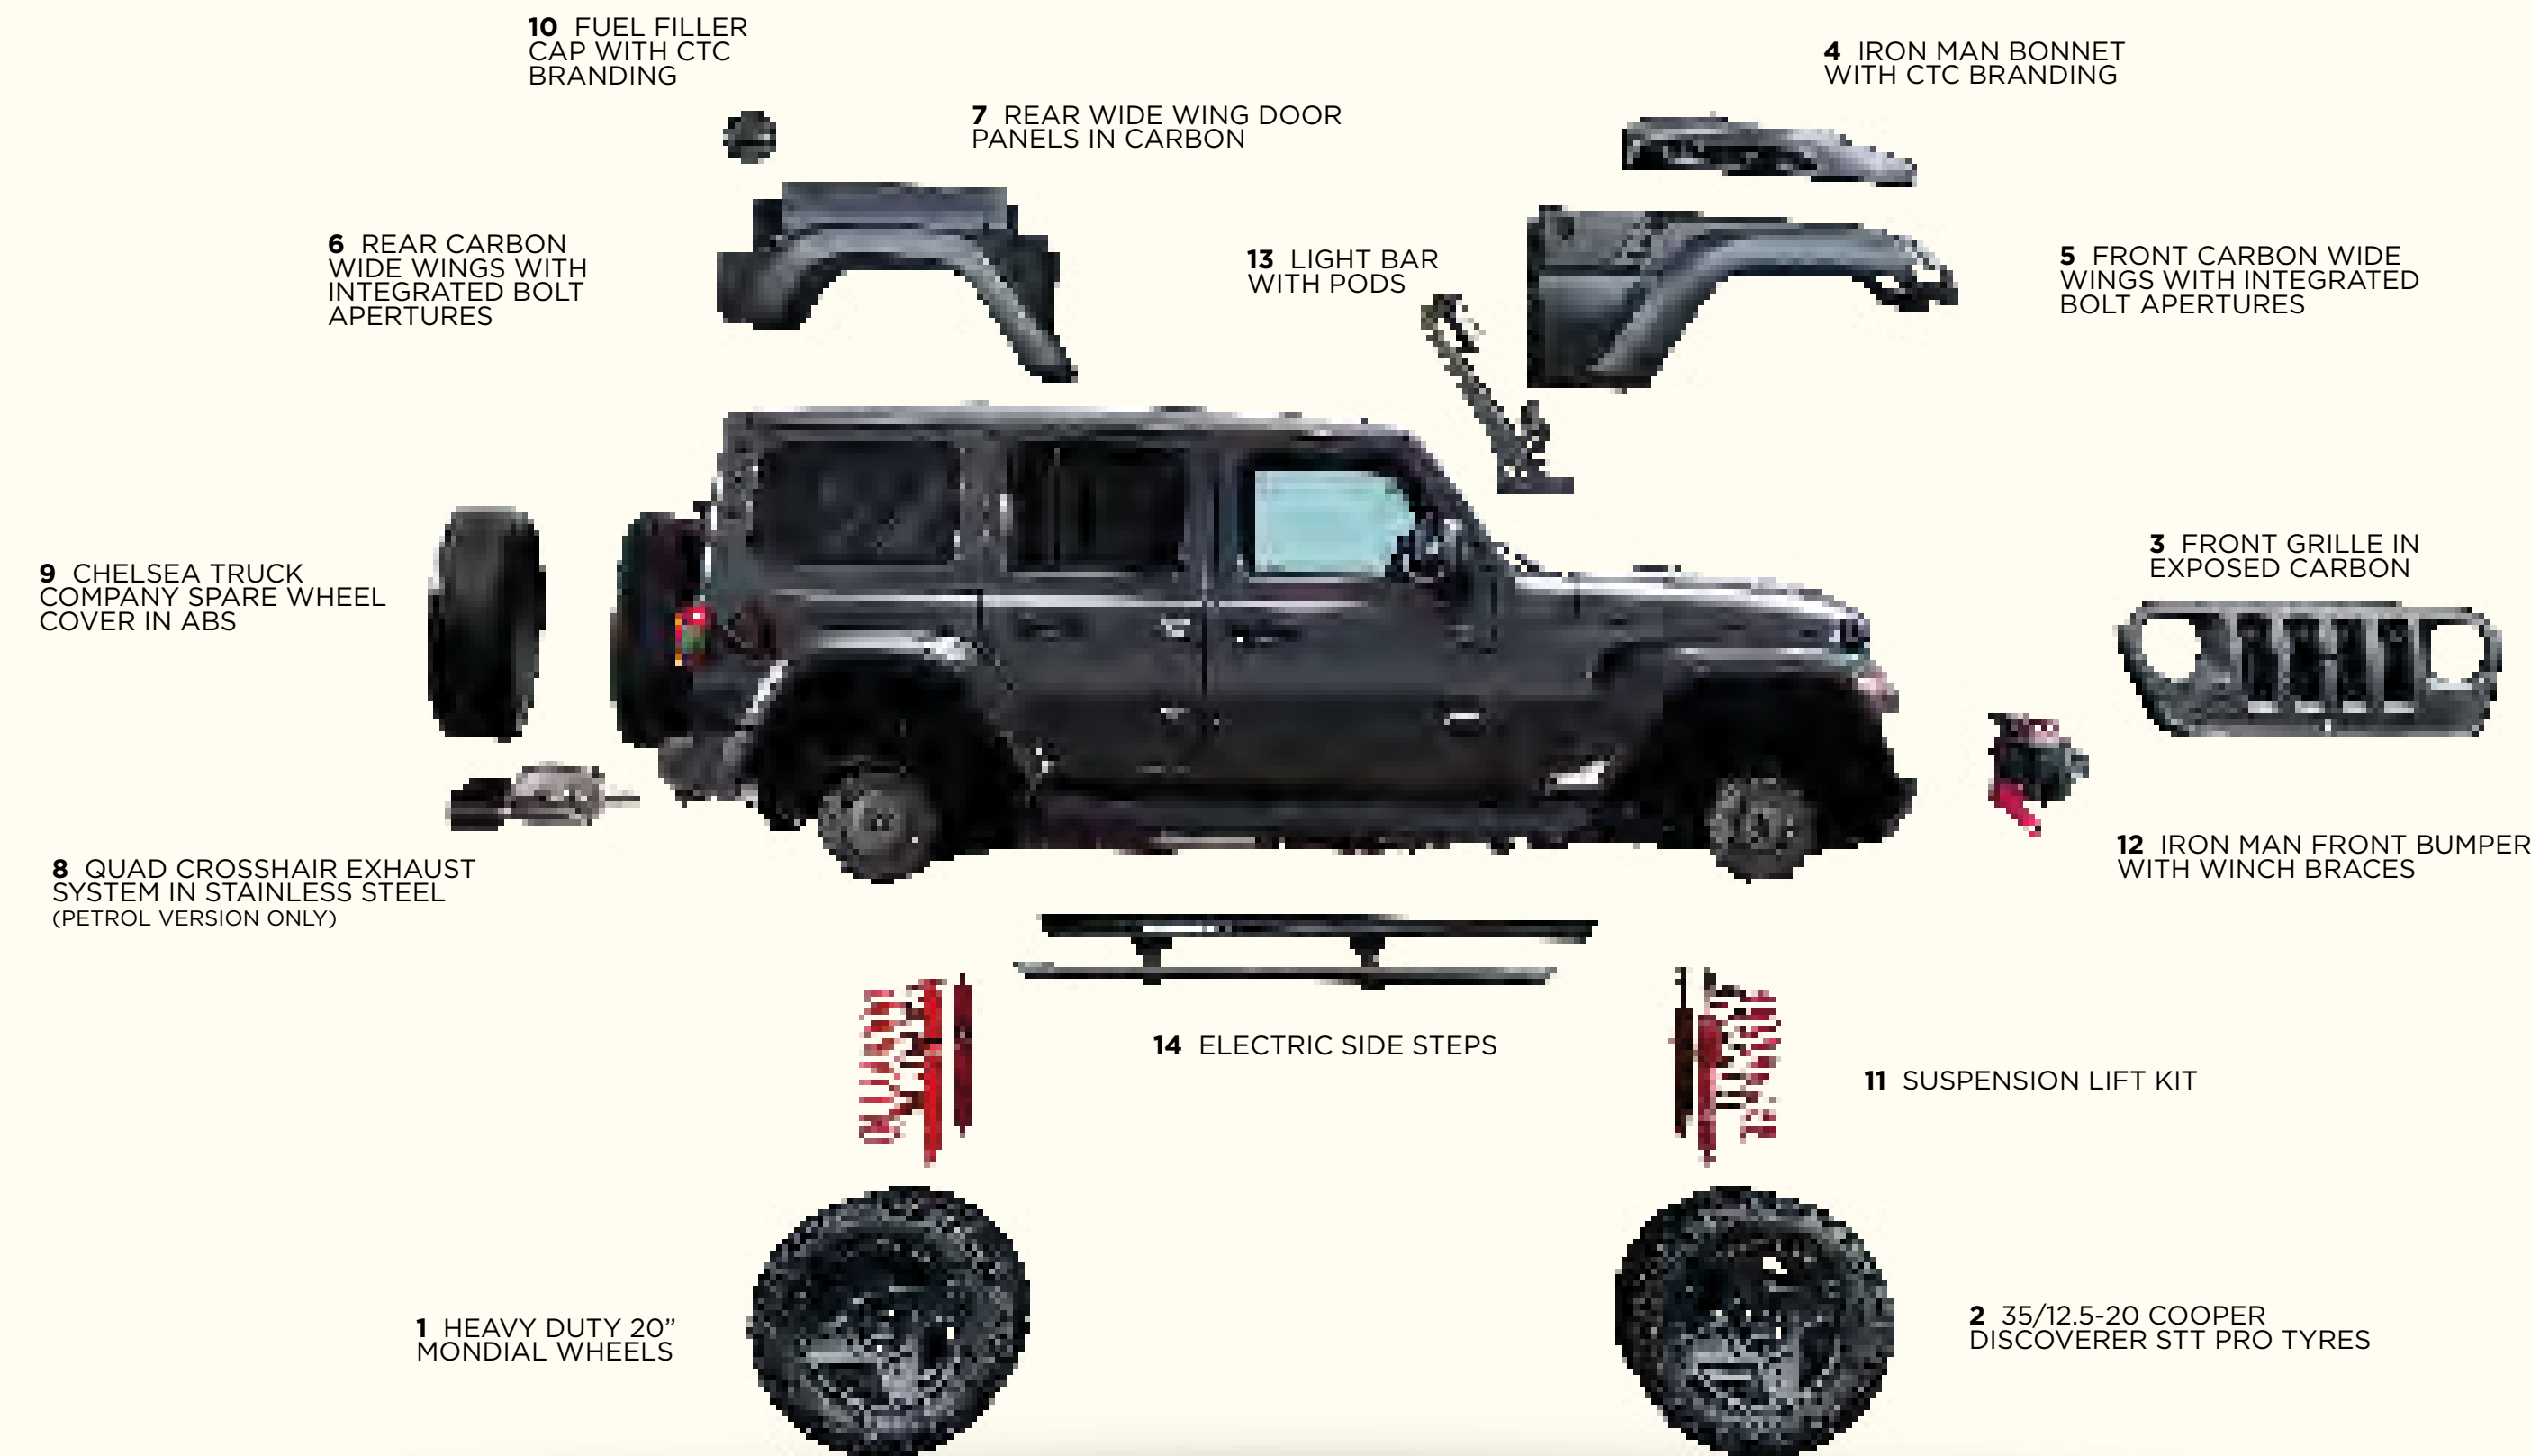 10 FUEL FILLER
CAP WITH CTC
BRANDING
4 IRON MAN BONNET
WITH CTC BRANDING
7 REAR WIDE WING DOOR
PANELS IN CARBON
6 REAR CARBON
WIDE WINGS WITH
INTEGRATED BOLT
APERTURES
13 LIGHT BAR
WITH PODS
5 FRONT CARBON WIDE
WINGS WITH INTEGRATED
BOLT APERTURES
9 CHELSEA TRUCK
COMPANY SPARE WHEEL
COVER IN ABS
3 FRONT GRILLE IN
EXPOSED CARBON
8 QUAD CROSSHAIR EXHAUST
SYSTEM IN STAINLESS STEEL
(PETROL VERSION ONLY)
12 IRON MAN FRONT BUMPER
WITH WINCH BRACES
14 ELECTRIC SIDE STEPS
11 SUSPENSION LIFT KIT
1 HEAVY DUTY 20”
MONDIAL WHEELS
2 35/12.5-20 COOPER
DISCOVERER STT PRO TYRES